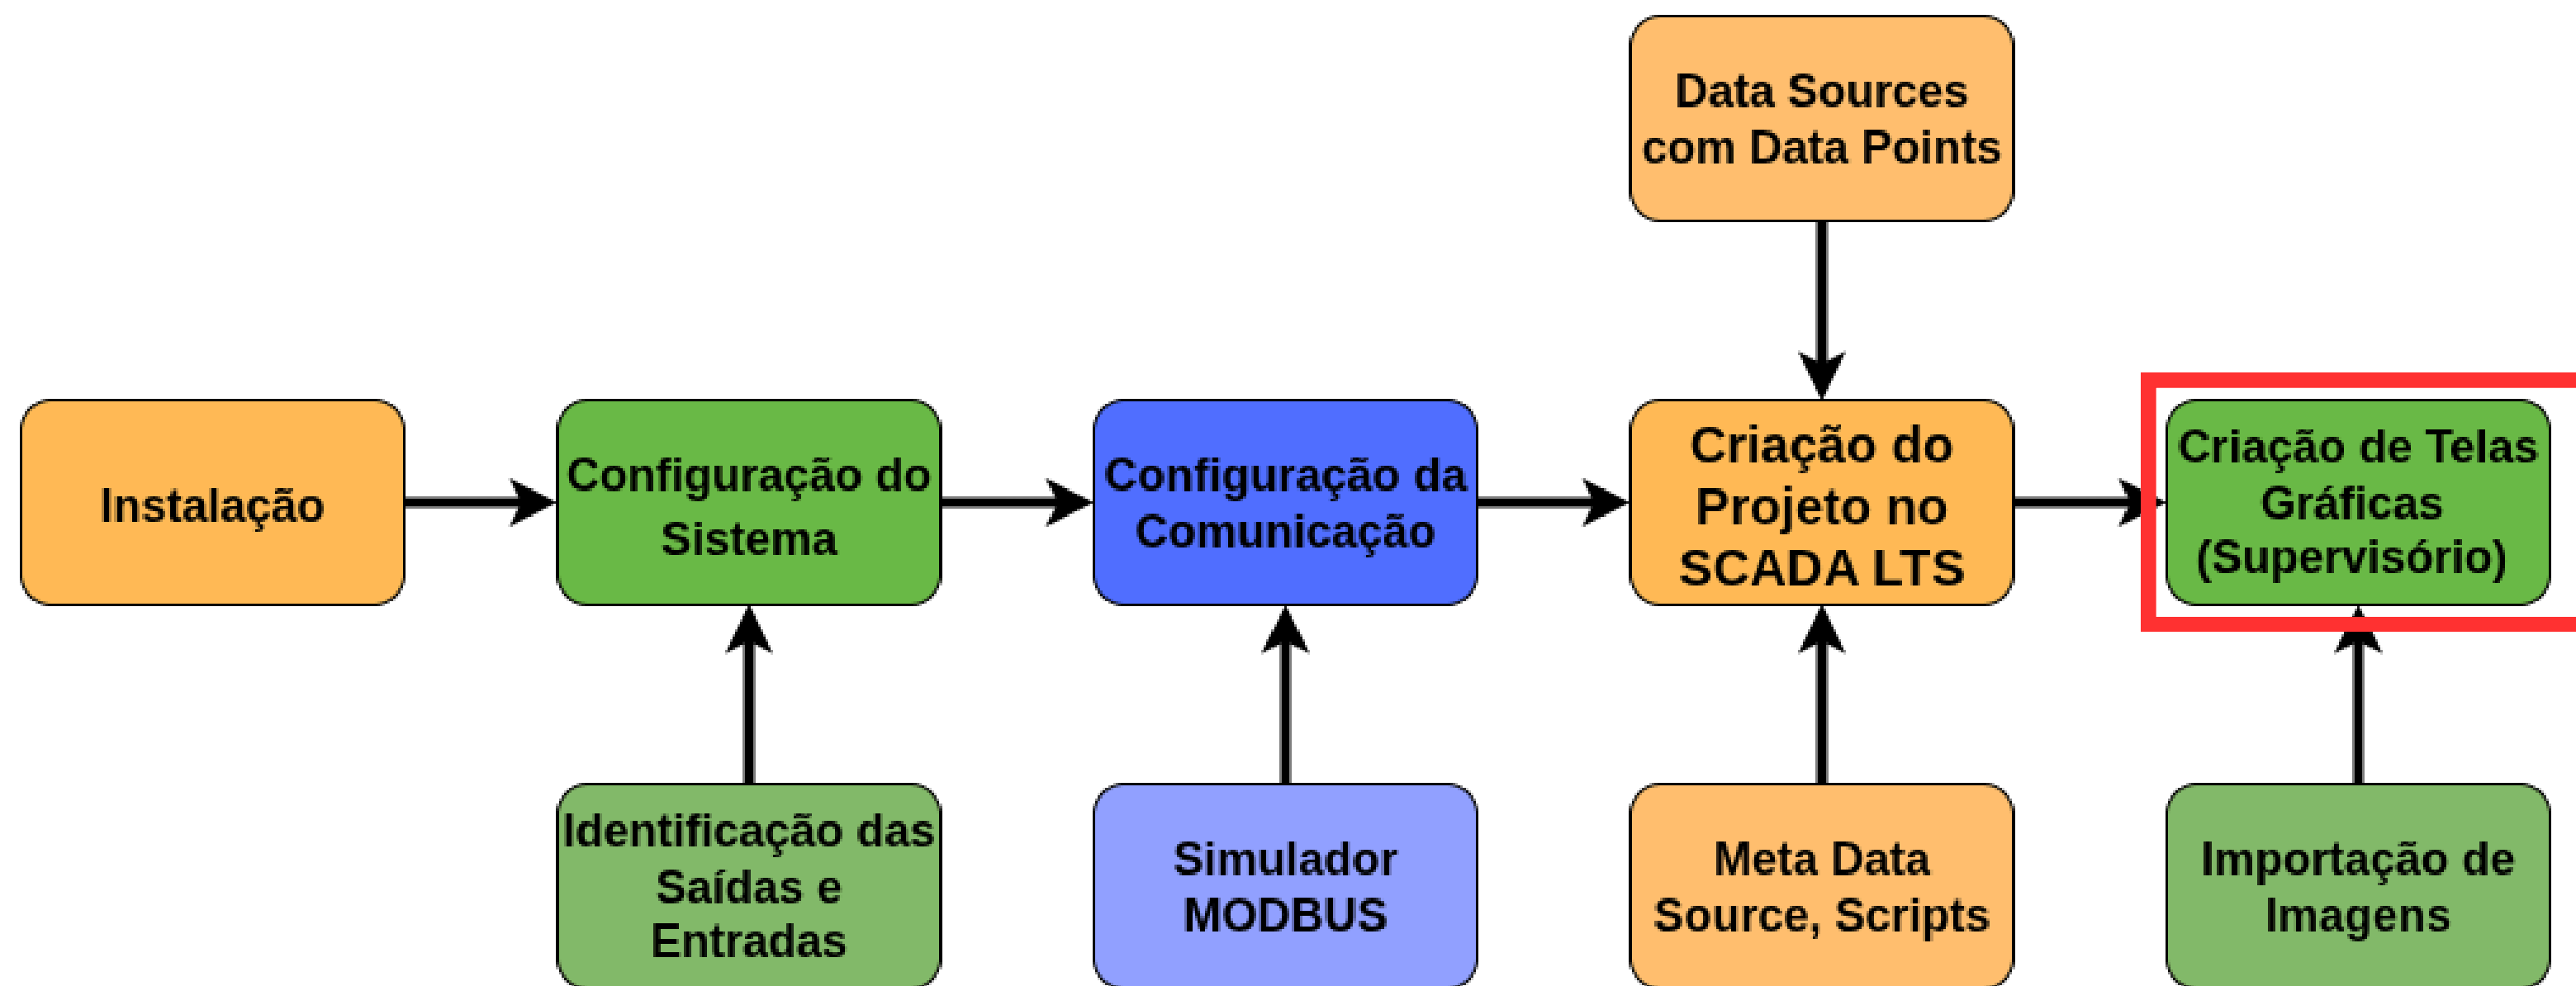 Data Sources
com Data Points
Instalação
Configuração do
Sistema
Configuração da
Comunicação
Criação do
Projeto no
SCADA LTS
Criação de Telas
Gráficas
(Supervisório)
Identificação das
Saídas e
Entradas
Simulador
MODBUS
Meta Data
Source, Scripts
Importação de
Imagens